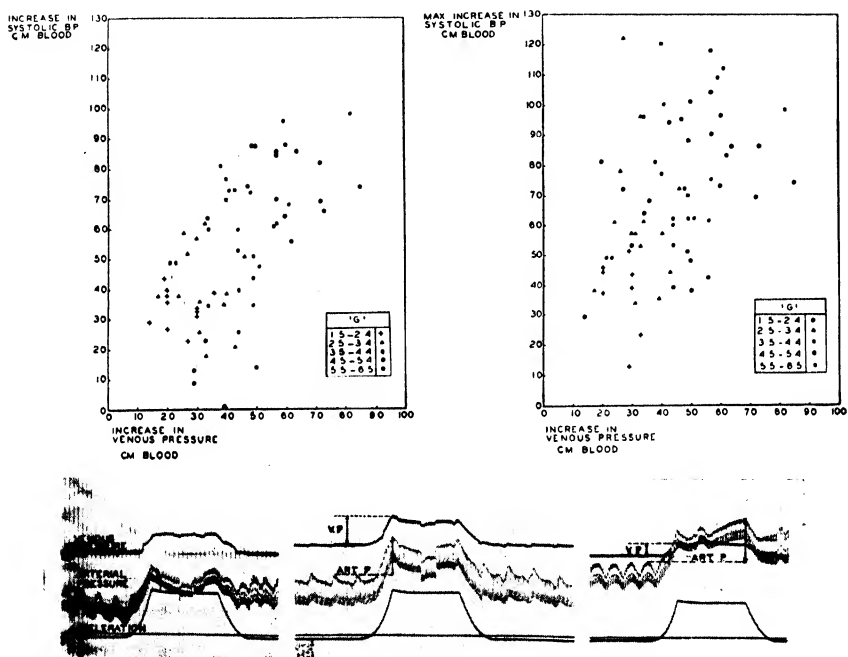 INCREASE IN
SYSTOLIC BP
CM BLOOD
130
120
110
100
90
80
70
60
50
40
30
20
10
0
0 10 20 30 40 50 60 70 80 90 100
INCREASE IN
VENOUS PRESSURE
CM BLOOD
'G'
1.5-2.4
2.5-3.4
3.5-4.4
4.5-5.4
5.5-6.5
MAX INCREASE IN
SYSTOLIC BP
CM BLOOD
130
120
110
100
90
80
70
60
50
40
30
20
10
0
0 10 20 30 40 50 60 70 80 90 100
INCREASE IN
VENOUS PRESSURE
CM BLOOD
'G'
1.5-2.4
2.5-3.4
3.5-4.4
4.5-5.4
5.5-6.5
PRESSURE
V.P
ART. P.
V.P
ART. P.